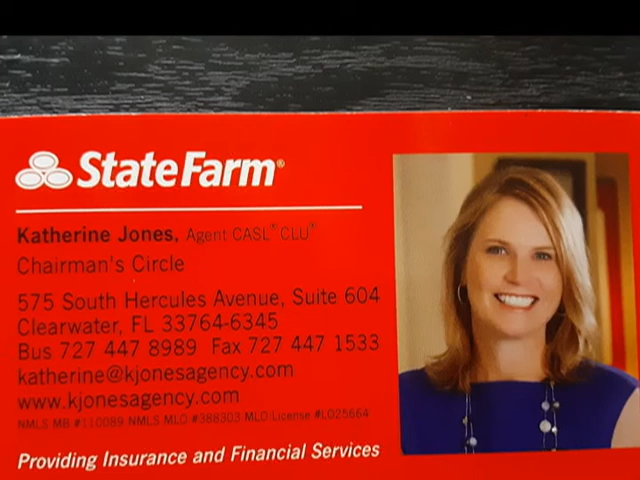 State Farm®
Katherine Jones, Agent CASL® CLU®
Chairman's Circle
575 South Hercules Avenue, Suite 604
Clearwater, FL 33764-6345
Bus 727 447 8989 Fax 727 447 1533
katherine@kjonesagency.com
www.kjonesagency.com
NMLS MB #110089 NMLS MLO #388303 MLO License #LO25664
Providing Insurance and Financial Services